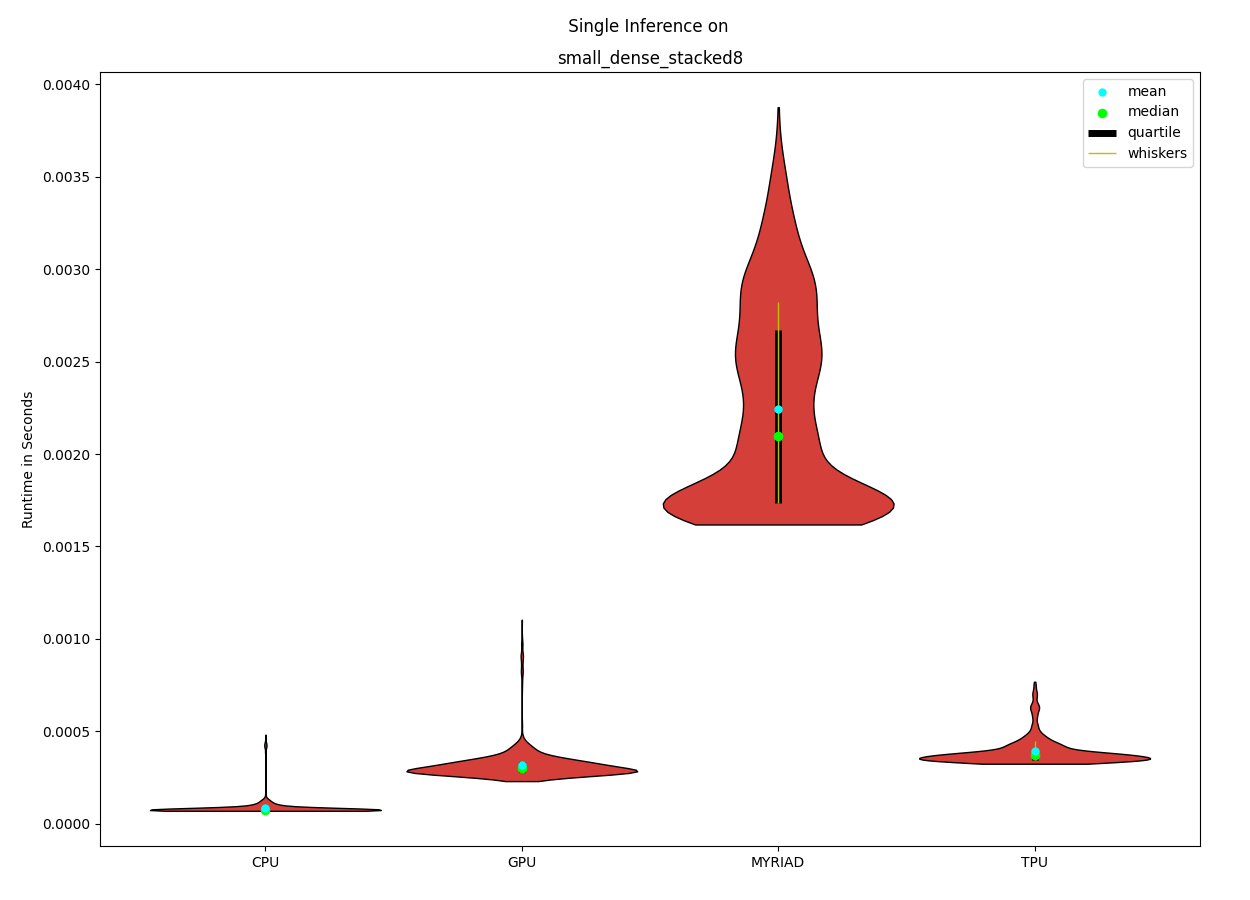 Single Inference on
small_dense_stacked8
mean
median
quartile
whiskers
0.0040
0.0035
0.0030
0.0025
0.0020
0.0015
0.0010
0.0005
0.0000
Runtime in Seconds
CPU
GPU
MYRIAD
TPU